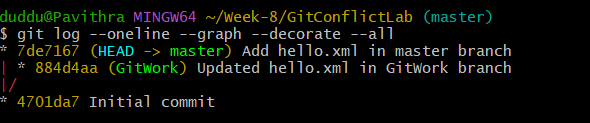 duddu@Pavithra MINGW64 ~/Week-8/GitConflictLab (master)
$ git log --oneline --graph --decorate --all
* 7de7167 (HEAD -> master) Add hello.xml in master branch
| * 884d4aa (GitWork) Updated hello.xml in GitWork branch
|/
* 4701da7 Initial commit